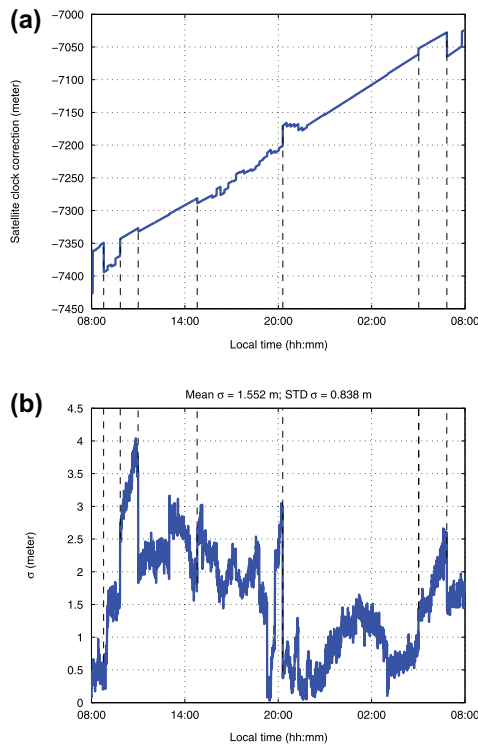 (a)
−7000
−7050
−7100
−7150
−7200
−7250
−7300
−7350
−7400
−7450
Satellite clock correction (meter)
08:00 14:00 20:00 02:00 08:00
Local time (hh:mm)
(b)
Mean σ = 1.552 m; STD σ = 0.838 m
4.5
4
3.5
3
2.5
2
1.5
1
0.5
0
σ (meter)
08:00 14:00 20:00 02:00 08:00
Local time (hh:mm)